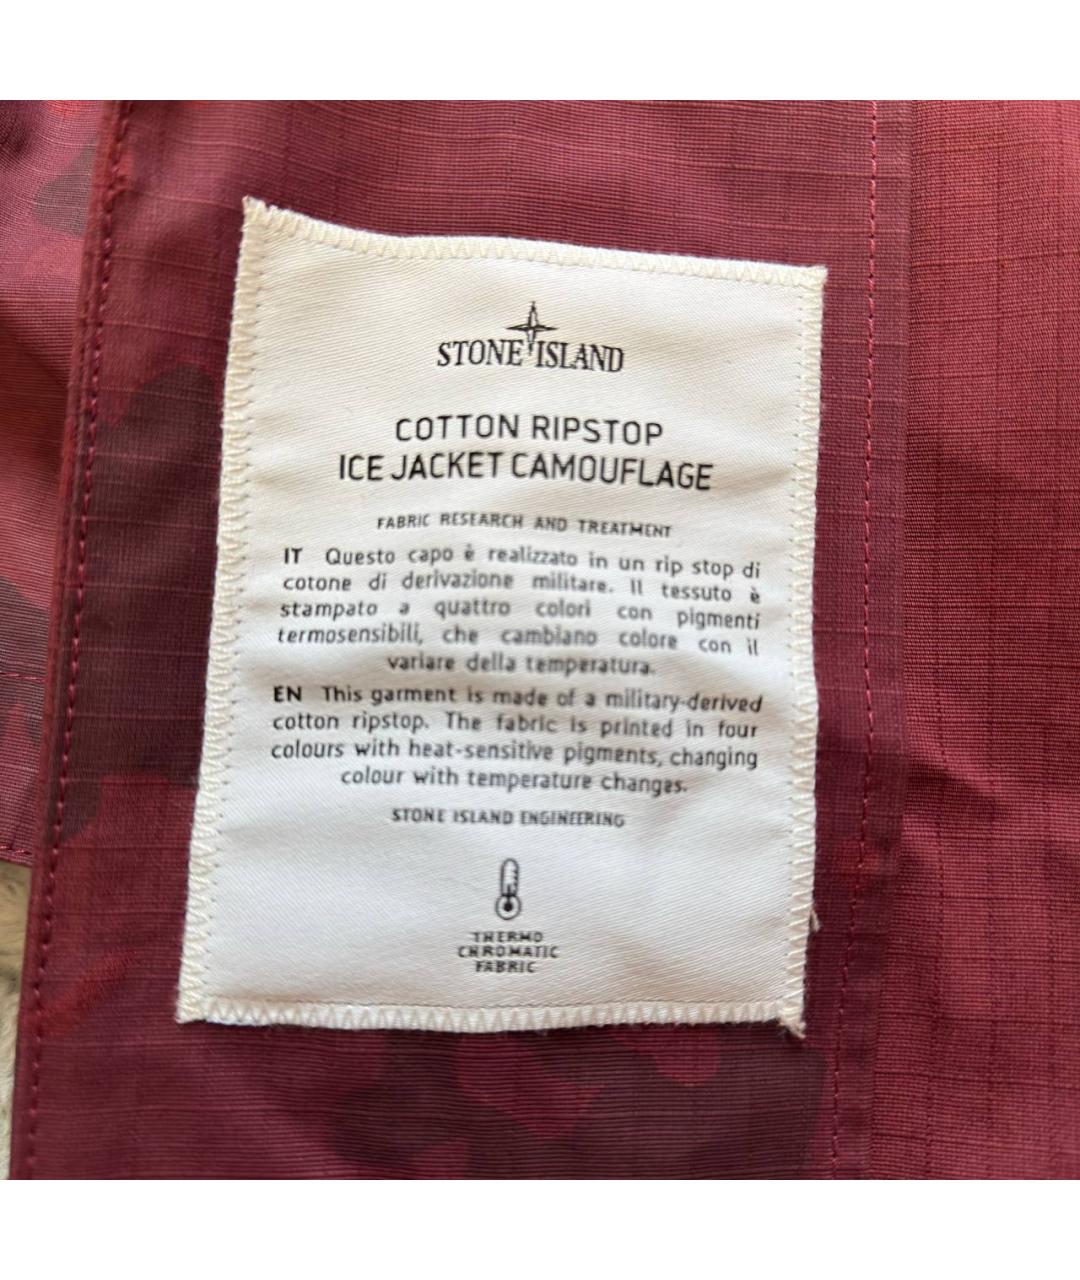 STONE ISLAND
COTTON RIPSTOP
ICE JACKET CAMOUFLAGE
FABRIC RESEARCH AND TREATMENT
IT Questo capo è realizzato in un rip stop di
cotone di derivazione militare. Il tessuto è
stampato a quattro colori con pigmenti
termosensibili, che cambiano colore con il
variare della temperatura.
EN This garment is made of a military-derived
cotton ripstop. The fabric is printed in four
colours with heat-sensitive pigments, changing
colour with temperature changes.
STONE ISLAND ENGINEERING
THERMO
CHROMATIC
FABRIC